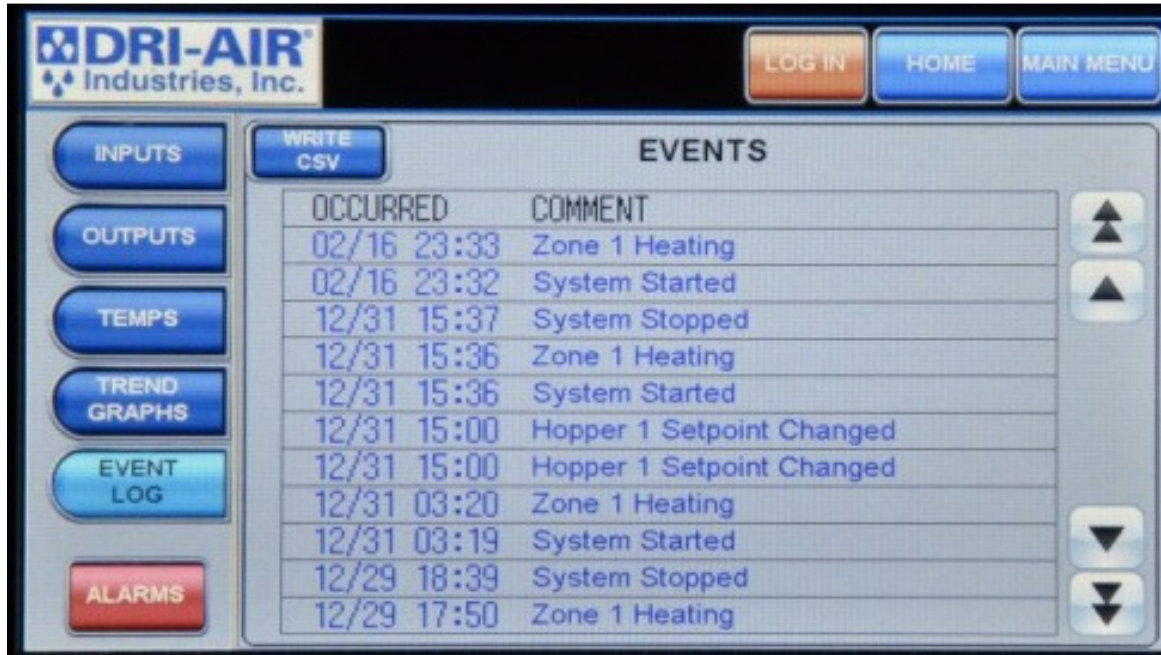 DRI-AIR®
Industries, Inc.
LOG IN
HOME
MAIN MENU
INPUTS
OUTPUTS
TEMPS
TREND
GRAPHS
EVENT
LOG
ALARMS
WRITE
CSV
EVENTS
OCCURRED COMMENT
02/16 23:33 Zone 1 Heating
02/16 23:32 System Started
12/31 15:37 System Stopped
12/31 15:36 Zone 1 Heating
12/31 15:36 System Started
12/31 15:00 Hopper 1 Setpoint Changed
12/31 15:00 Hopper 1 Setpoint Changed
12/31 03:20 Zone 1 Heating
12/31 03:19 System Started
12/29 18:39 System Stopped
12/29 17:50 Zone 1 Heating